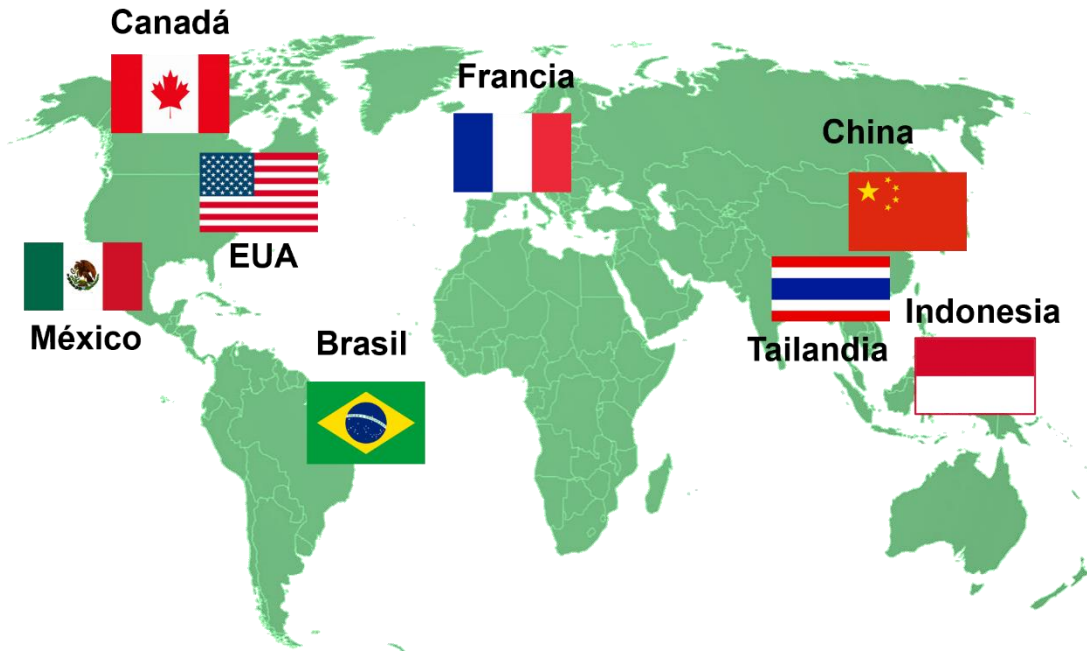 Canadá
Francia
China
EUA
México
Brasil
Indonesia
Tailandia